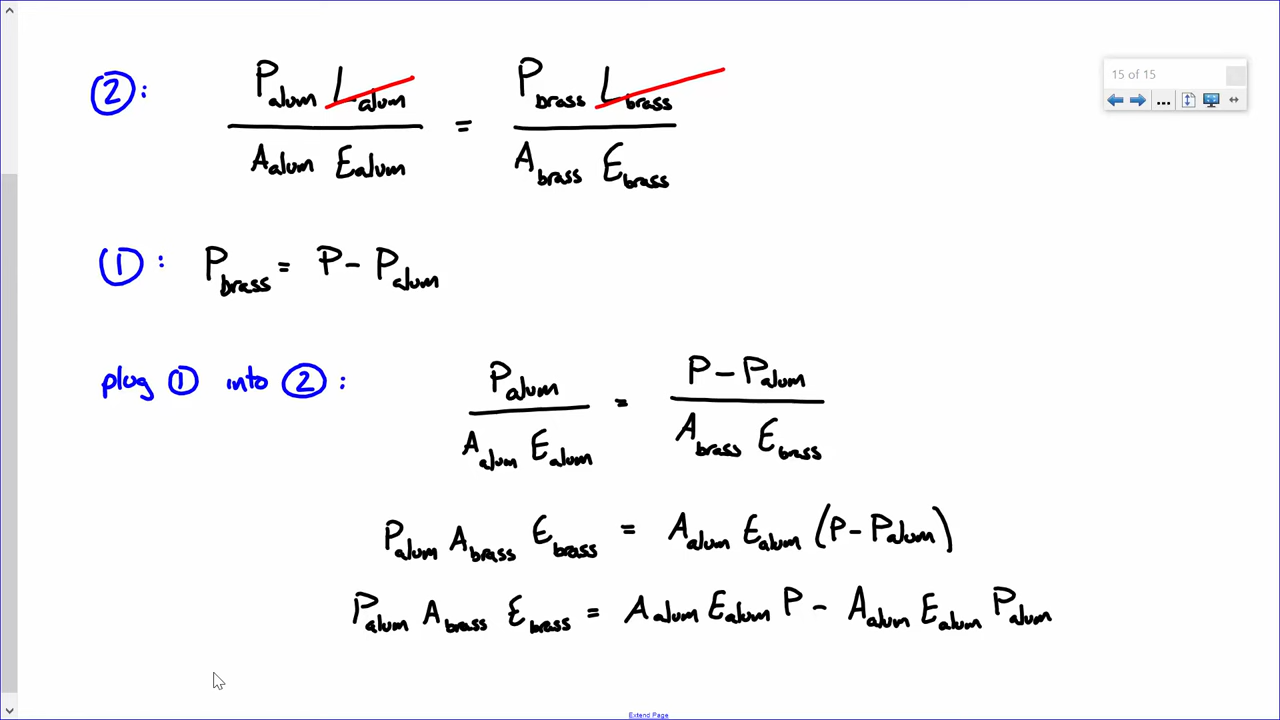 15 of 15
②: P_alum L_alum / A_alum E_alum = P_brass L_brass / A_brass E_brass
①: P_brass = P - P_alum
plug ① into ②: P_alum / A_alum E_alum = P - P_alum / A_brass E_brass
P_alum A_brass E_brass = A_alum E_alum (P - P_alum)
P_alum A_brass E_brass = A_alum E_alum P - A_alum E_alum P_alum
Extend Page